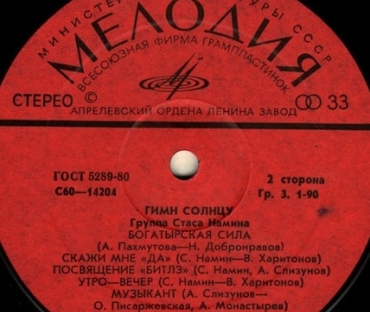 МИНИСТЕР УРЫ СССР
МЕЛОДИЯ
ВСЕСОЮЗНАЯ ФИРМА ГРАМПЛАСТИНОК
СТЕРЕО © 33
АПРЕЛЕВСКИЙ ОРДЕНА ЛЕНИНА ЗАВОД
ГОСТ 5289-80 2 сторона
С60—14204 Гр. 3. 1-90
ГИМН СОЛНЦУ
Группа Стаса Намина
БОГАТЫРСКАЯ СИЛА
(А. Пахмутова—Н. Добронравов)
СКАЖИ МНЕ «ДА» (С. Намин—В. Харитонов)
ПОСВЯЩЕНИЕ «БИТЛЗ» (С. Намин, А. Слизунов)
УТРО—ВЕЧЕР (С. Намин—В. Харитонов)
МУЗЫКАНТ (А. Слизунов—
О. Писаржевская, А. Монастырев)